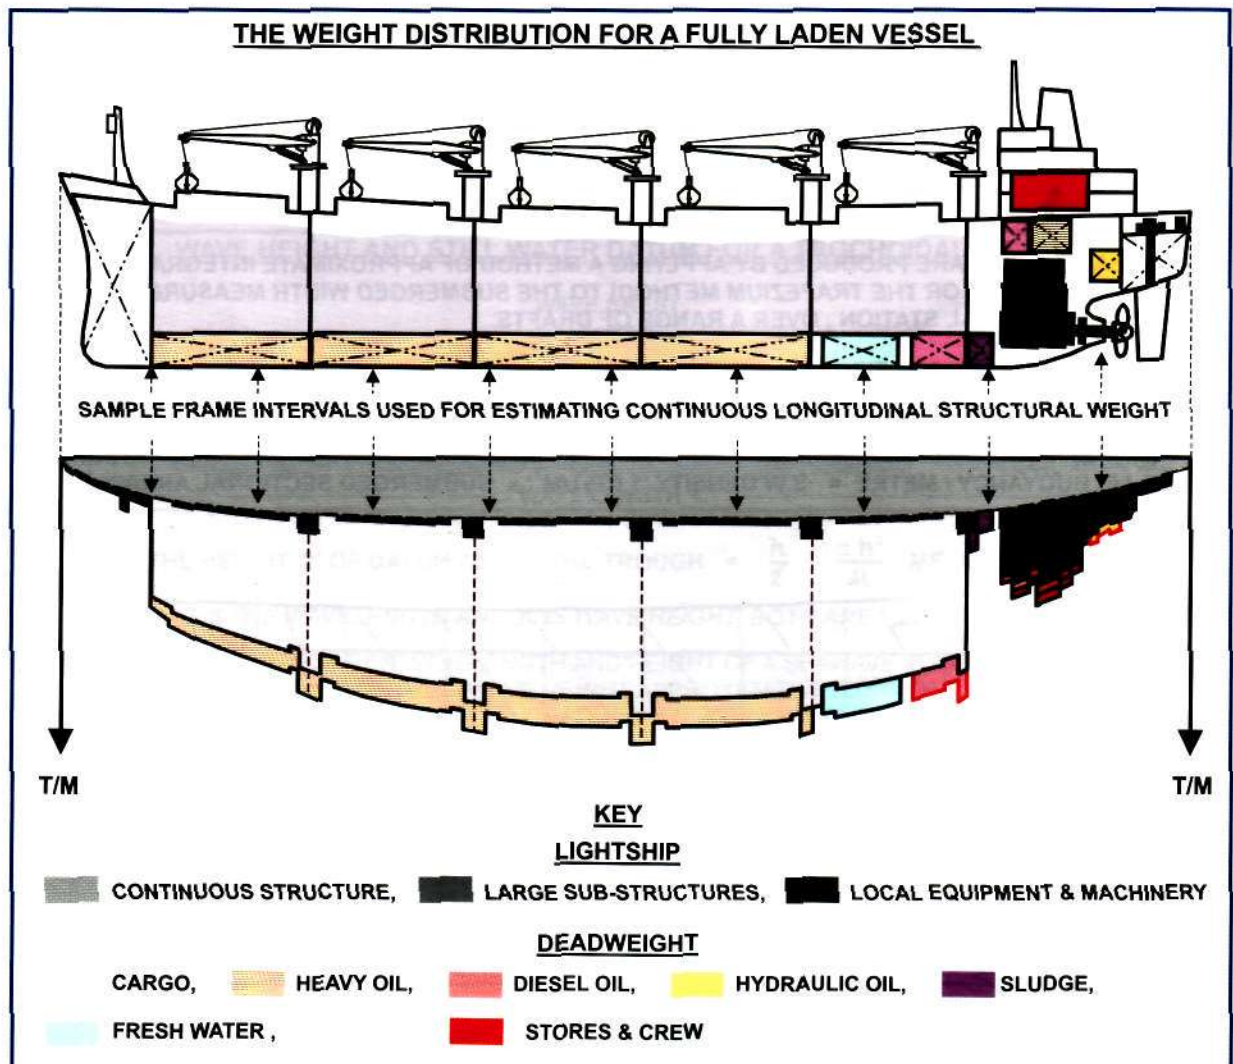 THE WEIGHT DISTRIBUTION FOR A FULLY LADEN VESSEL
SAMPLE FRAME INTERVALS USED FOR ESTIMATING CONTINUOUS LONGITUDINAL STRUCTURAL WEIGHT
T/M
T/M
KEY
LIGHTSHIP
CONTINUOUS STRUCTURE, LARGE SUB-STRUCTURES, LOCAL EQUIPMENT & MACHINERY
DEADWEIGHT
CARGO, HEAVY OIL, DIESEL OIL, HYDRAULIC OIL, SLUDGE,
FRESH WATER , STORES & CREW